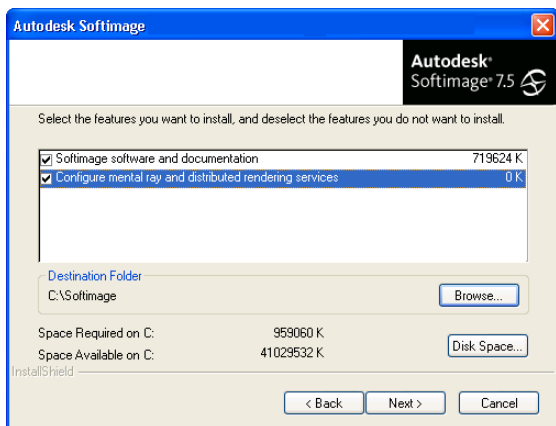 Autodesk Softimage
Autodesk®
Softimage® 7.5
Select the features you want to install, and deselect the features you do not want to install.
Softimage software and documentation 719624 K
Configure mental ray and distributed rendering services 0 K
Destination Folder
C:\Softimage
Browse...
Space Required on C: 959060 K
Space Available on C: 41029532 K
Disk Space...
InstallShield
< Back
Next >
Cancel